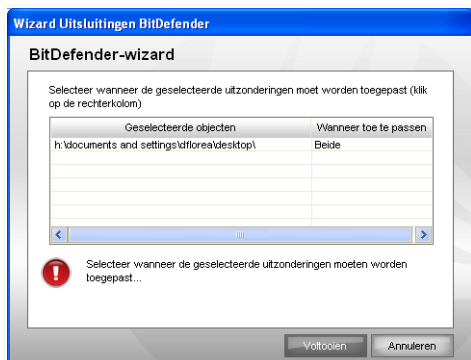 Wizard Uitsluitingen BitDefender
BitDefender-wizard
Selecteer wanneer de geselecteerde uitzonderingen moet worden toegepast (klik
op de rechterkolom)
Geselecteerde objecten Wanneer toe te passen
h:\documents and settings\dflorea\desktop\ Beide
Selecteer wanneer de geselecteerde uitzonderingen moeten worden
toegepast...
Voltooien Annuleren